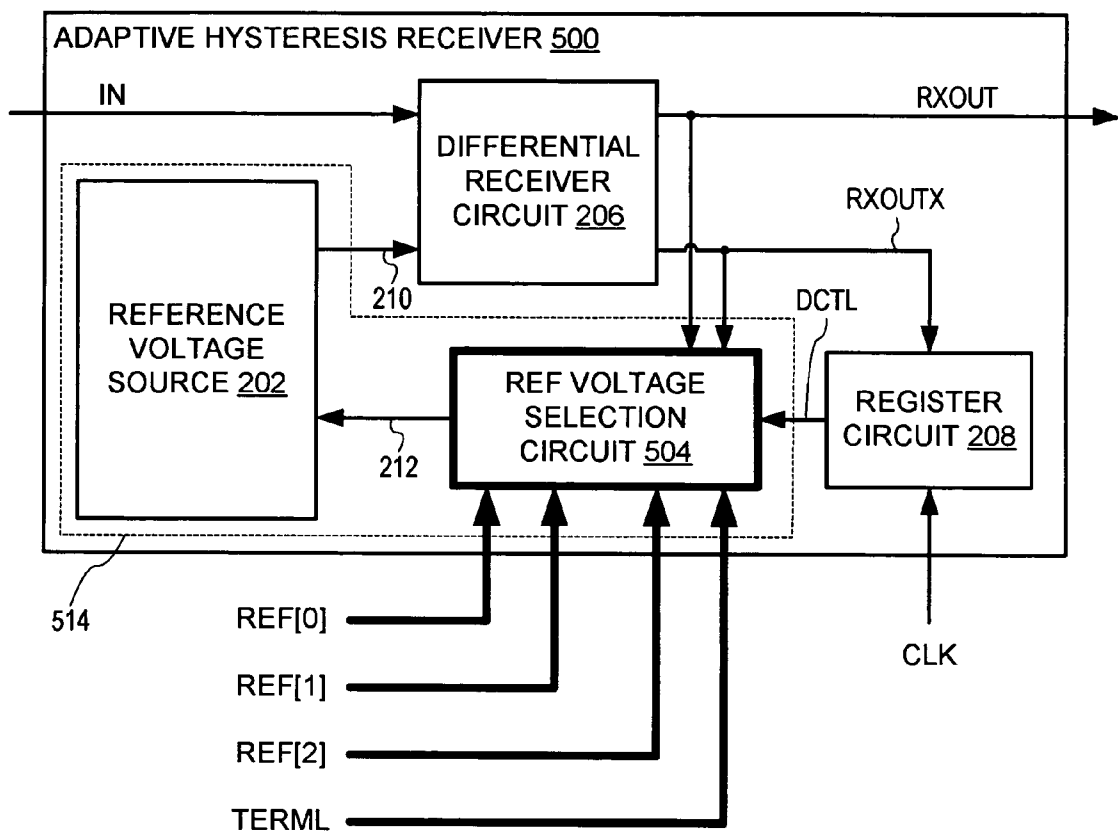 ADAPTIVE HYSTERESIS RECEIVER 500
IN
RXOUT
DIFFERENTIAL
RECEIVER
CIRCUIT 206
RXOUTX
210
DCTL
REFERENCE
VOLTAGE
SOURCE 202
REF VOLTAGE
SELECTION
CIRCUIT 504
REGISTER
CIRCUIT 208
212
514
REF[0]
CLK
REF[1]
REF[2]
TERML